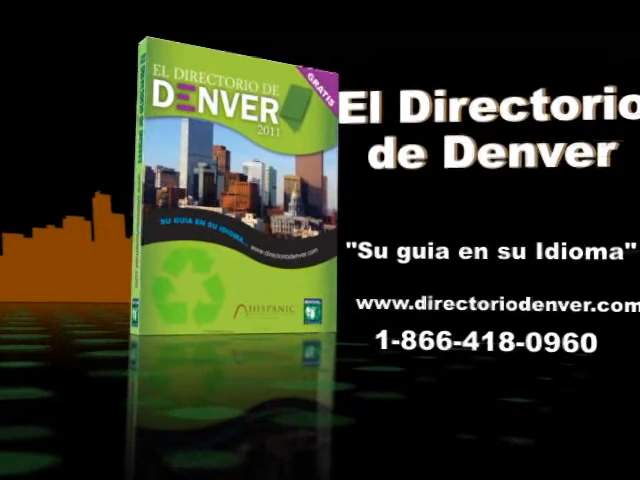 EL DIRECTORIO DE
DENVER
2011
GRATIS
SU GUIA EN SU IDIOMA...
www.directoriodenver.com
HISPANIC
El Directorio
de Denver
"Su guia en su Idioma"
www.directoriodenver.com
1-866-418-0960